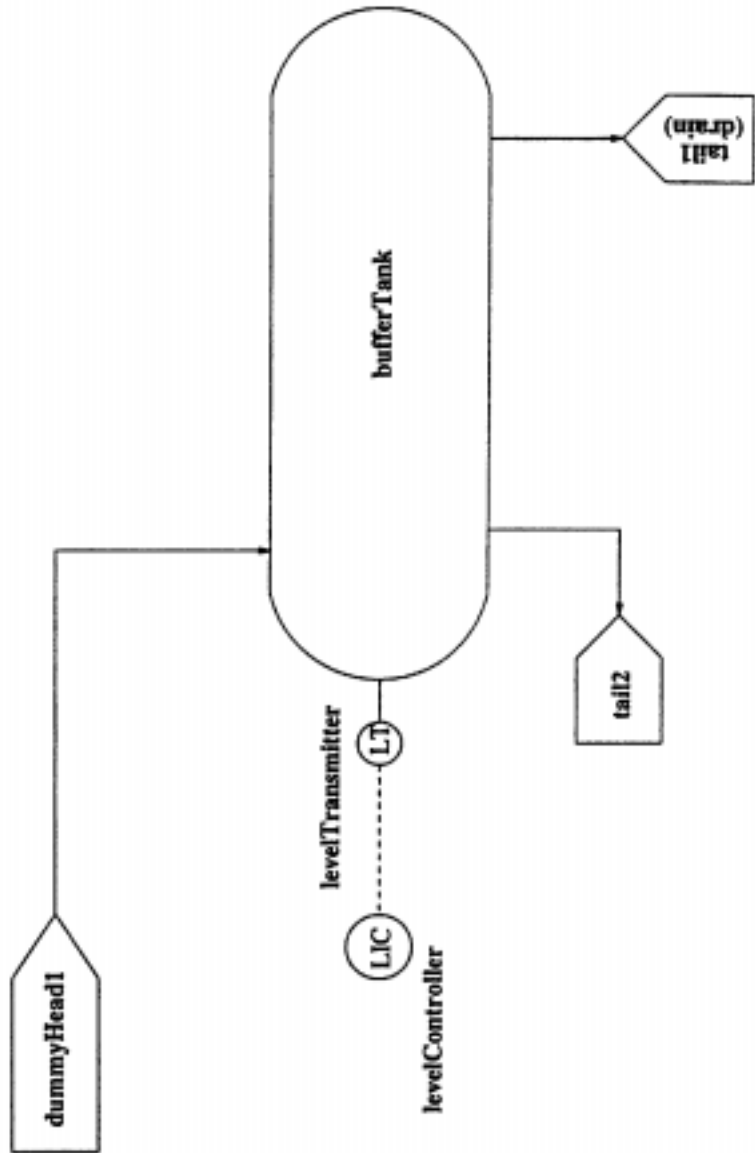 dummyHead1
levelController
LIC
levelTransmitter
LT
bufferTank
tail2
tail1
(drain)